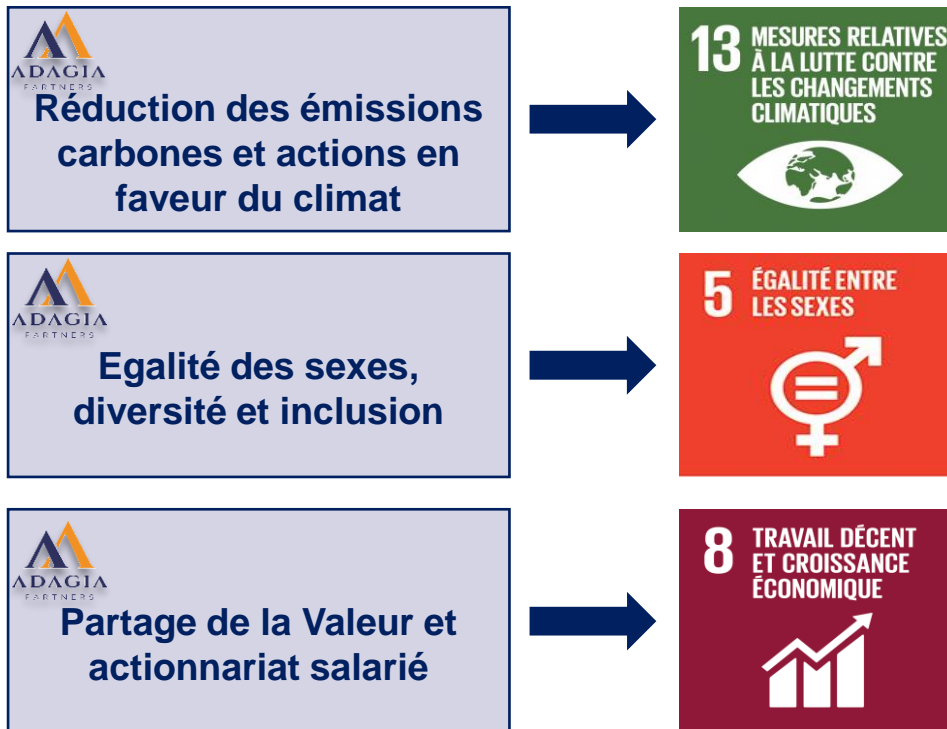 ADAGIA
PARTNERS
Réduction des émissions
carbones et actions en
faveur du climat
13 MESURES RELATIVES
À LA LUTTE CONTRE
LES CHANGEMENTS
CLIMATIQUES
ADAGIA
PARTNERS
Egalité des sexes,
diversité et inclusion
5 ÉGALITÉ ENTRE
LES SEXES
ADAGIA
PARTNERS
Partage de la Valeur et
actionnariat salarié
8 TRAVAIL DÉCENT
ET CROISSANCE
ÉCONOMIQUE